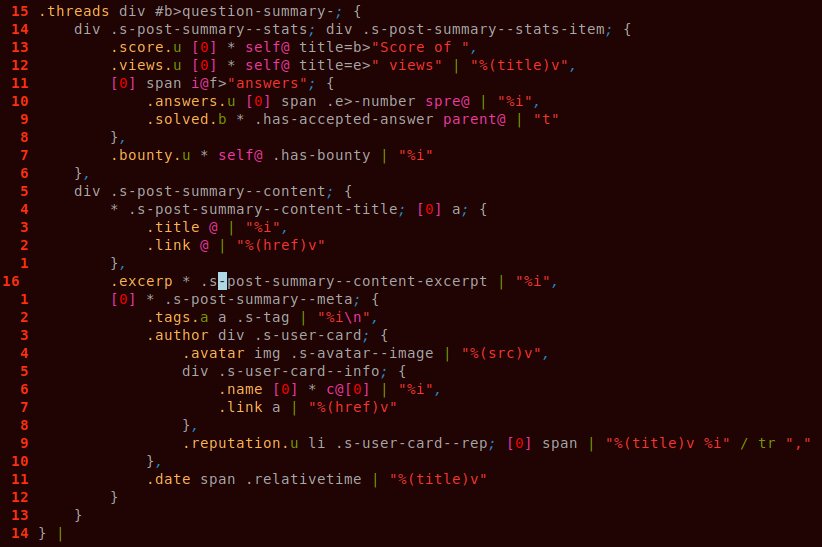 15 .threads div #b>question-summary-; {
14     div .s-post-summary--stats; div .s-post-summary--stats-item; {
13         .score.u [0] * self@ title=b>"Score of ",
12         .views.u [0] * self@ title=e>" views" | "%(title)v",
11         [0] span i@f>"answers"; {
10             .answers.u [0] span .e>-number spre@ | "%i",
9             .solved.b * .has-accepted-answer parent@ | "t"
8         },
7         .bounty.u * self@ .has-bounty | "%i"
6     },
5     div .s-post-summary--content; {
4         * .s-post-summary--content-title; [0] a; {
3             .title @ | "%i",
2             .link @ | "%(href)v"
1         },
16         .excerp * .s-post-summary--content-excerpt | "%i",
1         [0] * .s-post-summary--meta; {
2             .tags.a a .s-tag | "%i\n",
3             .author div .s-user-card; {
4                 .avatar img .s-avatar--image | "%(src)v",
5                 div .s-user-card--info; {
6                     .name [0] * c@[0] | "%i",
7                     .link a | "%(href)v"
8                 },
9                 .reputation.u li .s-user-card--rep; [0] span | "%(title)v %i" / tr ","
10             },
11             .date span .relativetime | "%(title)v"
12         }
13     }
14 } |